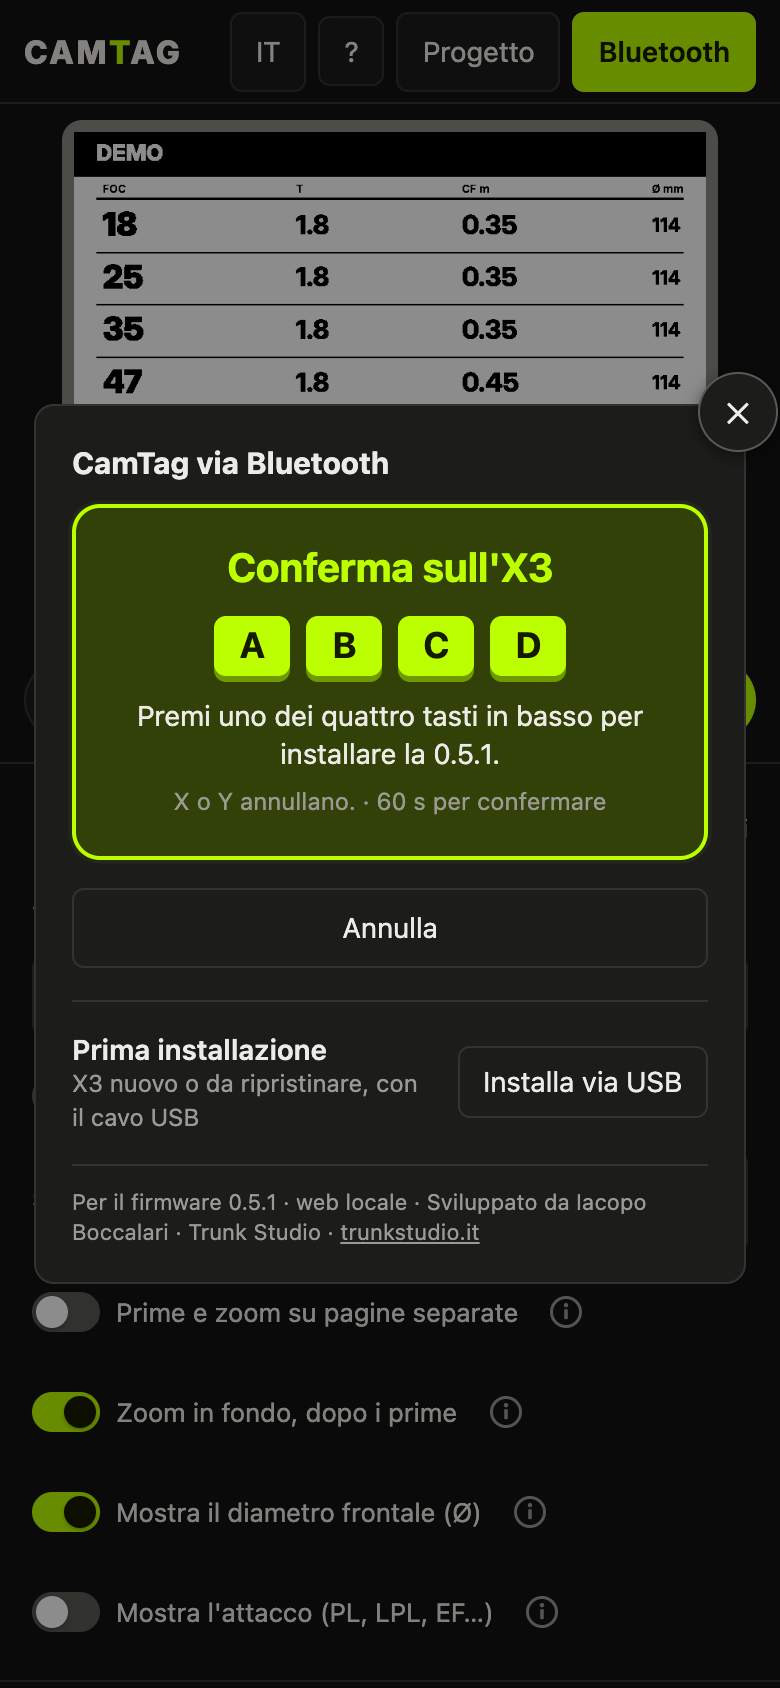 CAMTAG
IT
?
Progetto
Bluetooth
DEMO
FOC T CF m Ø mm
18 1.8 0.35 114
25 1.8 0.35 114
35 1.8 0.35 114
47 1.8 0.45 114
CamTag via Bluetooth
Conferma sull'X3
A B C D
Premi uno dei quattro tasti in basso per
installare la 0.5.1.
X o Y annullano. · 60 s per confermare
Annulla
Prima installazione
X3 nuovo o da ripristinare, con
il cavo USB
Installa via USB
Per il firmware 0.5.1 · web locale · Sviluppato da Iacopo
Boccalari · Trunk Studio · trunkstudio.it
Prime e zoom su pagine separate
Zoom in fondo, dopo i prime
Mostra il diametro frontale (Ø)
Mostra l'attacco (PL, LPL, EF...)